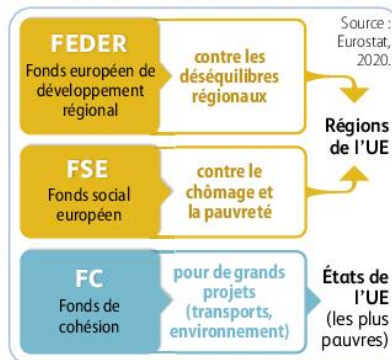 FEDER
Fonds européen de
développement
régional
contre les
déséquilibres
régionaux
Source :
Eurostat,
2020.
Régions
de l'UE
FSE
Fonds social
européen
contre le
chômage et
la pauvreté
FC
Fonds de
cohésion
pour de grands
projets
(transports,
environnement)
États de
l'UE
(les plus
pauvres)